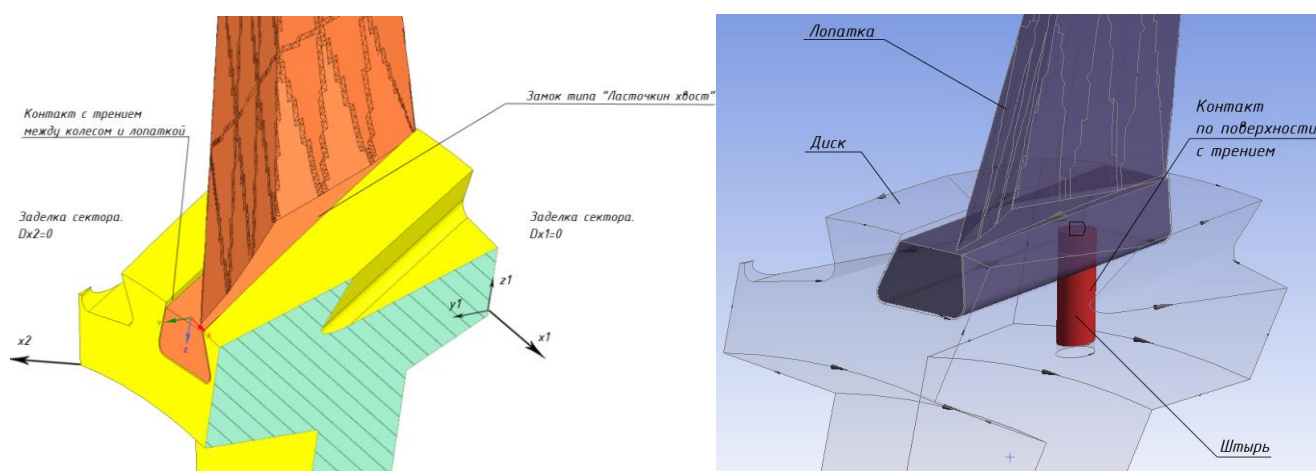 Контакт с трением
между колесом и лопаткой
Замок типа "Ласточкин хвост"
Заделка сектора.
Dx2=0
Заделка сектора.
Dx1=0
z1
y1
x1
x2
Y
X
Z
Лопатка
Контакт
по поверхности
с трением
Диск
Штырь